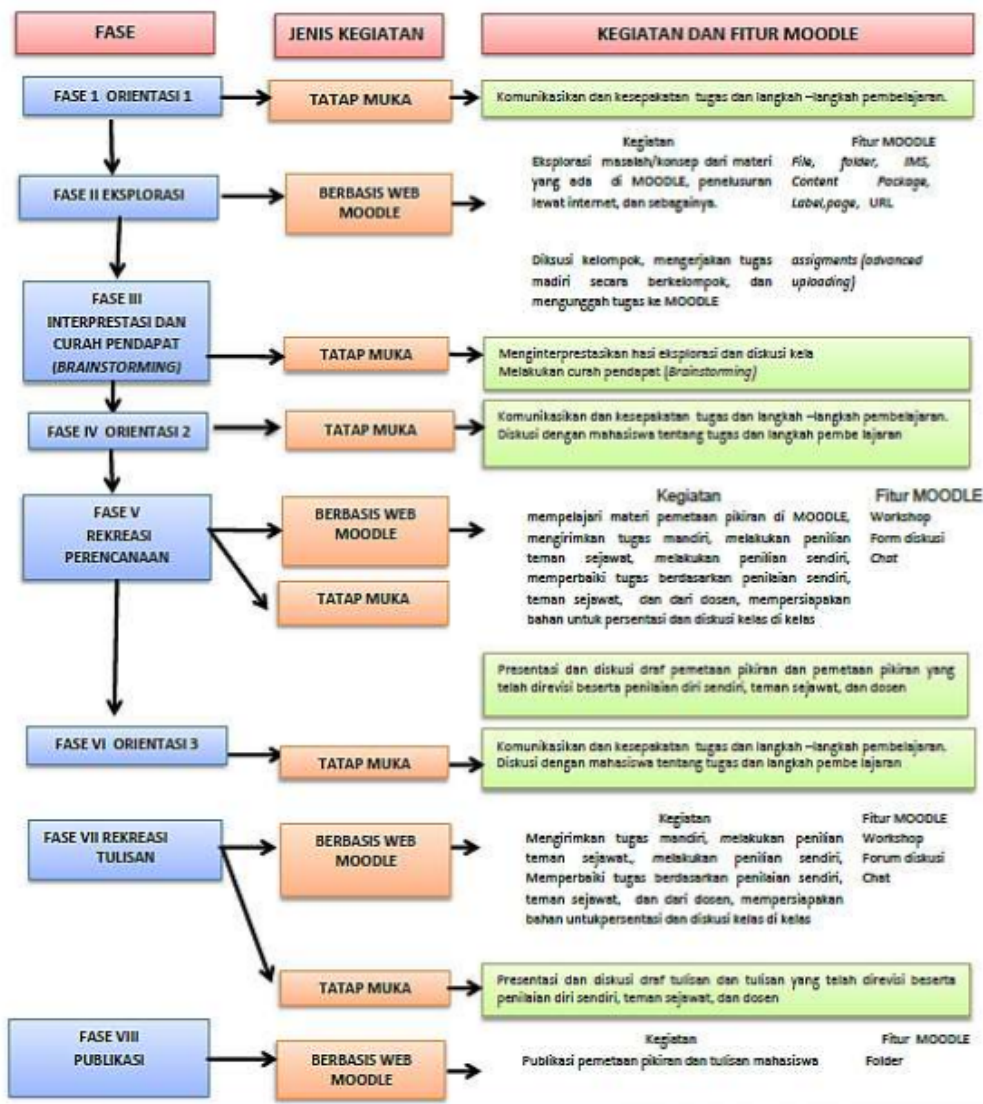 FASE
JENIS KEGIATAN
KEGIATAN DAN FITUR MOODLE
FASE 1 ORIENTASI 1
TATAP MUKA
Komunikasikan dan kesepakatan tugas dan langkah –langkah pembelajaran.
Kegiatan
Fitur MOODLE
FASE II EKSPLORASI
BERBASIS WEB
MOODLE
Eksplorasi masalah/konsep dari materi
yang ada di MOODLE, penelusuran
lewat internet, dan sebagainya.
File, folder, IMS,
Content Package,
Label,page, URL
Diksusi kelompok, mengerjakan tugas
madiri secara berkelompok, dan
mengunggah tugas ke MOODLE
assigments (advanced
uploading)
FASE III
INTERPRESTASI DAN
CURAH PENDAPAT
(BRAINSTORMING)
TATAP MUKA
Menginterprestasikan hasi eksplorasi dan diskusi kela
Melakukan curah pendapat (Brainstorming)
FASE IV ORIENTASI 2
TATAP MUKA
Komunikasikan dan kesepakatan tugas dan langkah –langkah pembelajaran.
Diskusi dengan mahasiswa tentang tugas dan langkah pembe lajaran
FASE V
REKREASI
PERENCANAAN
BERBASIS WEB
MOODLE
TATAP MUKA
Kegiatan
Fitur MOODLE
mempelajari materi pemetaan pikiran di MOODLE,
mengirimkan tugas mandiri, melakukan penilian
teman sejawat, melakukan penilian sendiri,
memperbaiki tugas berdasarkan penilaian sendiri,
teman sejawat, dan dari dosen, mempersiapakan
bahan untuk persentasi dan diskusi kelas di kelas
Workshop
Form diskusi
Chat
Presentasi dan diskusi draf pemetaan pikiran dan pemetaan pikiran yang
telah direvisi beserta penilaian diri sendiri, teman sejawat, dan dosen
FASE VI ORIENTASI 3
TATAP MUKA
Komunikasikan dan kesepakatan tugas dan langkah –langkah pembelajaran.
Diskusi dengan mahasiswa tentang tugas dan langkah pembe lajaran
FASE VII REKREASI
TULISAN
BERBASIS WEB
MOODLE
Kegiatan
Fitur MOODLE
Mengirimkan tugas mandiri, melakukan penilian
teman sejawat., melakukan penilian sendiri,
Memperbaiki tugas berdasarkan penilaian sendiri,
teman sejawat, dan dari dosen, mempersiapakan
bahan untukpersentasi dan diskusi kelas di kelas
Workshop
Forum diskusi
Chat
TATAP MUKA
Presentasi dan diskusi draf tulisan dan tulisan yang telah direvisi beserta
penilaian diri sendiri, teman sejawat, dan dosen
FASE VIII
PUBLIKASI
BERBASIS WEB
MOODLE
Kegiatan
Fitur MOODLE
Publikasi pemetaan pikiran dan tulisan mahasiswa
Folder